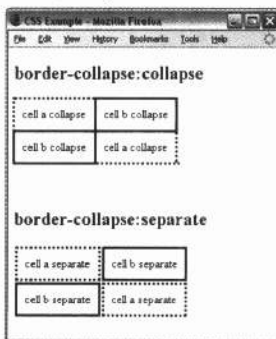 CSS Example - Mozilla Firefox
File Edit View History Bookmarks Tools Help
border-collapse:collapse
cell a collapse cell b collapse
cell b collapse cell a collapse
border-collapse:separate
cell a separate cell b separate
cell b separate cell a separate